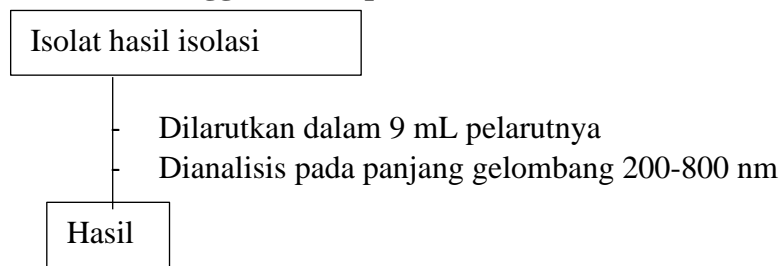 Isolat hasil isolasi
- Dilarutkan dalam 9 mL pelarutnya
- Dianalisis pada panjang gelombang 200-800 nm
Hasil